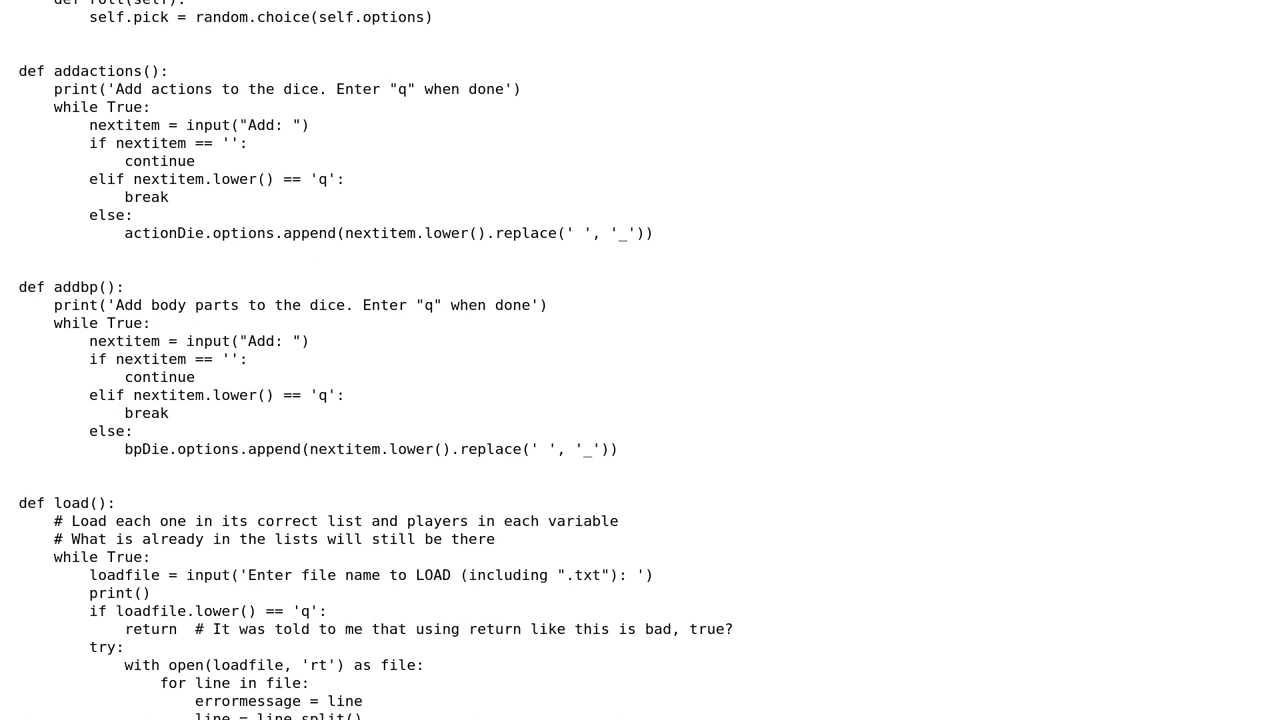 def roll(self):
        self.pick = random.choice(self.options)
def addactions():
    print('Add actions to the dice. Enter "q" when done')
    while True:
        nextitem = input("Add: ")
        if nextitem == '':
            continue
        elif nextitem.lower() == 'q':
            break
        else:
            actionDie.options.append(nextitem.lower().replace(' ', '_'))
def addbp():
    print('Add body parts to the dice. Enter "q" when done')
    while True:
        nextitem = input("Add: ")
        if nextitem == '':
            continue
        elif nextitem.lower() == 'q':
            break
        else:
            bpDie.options.append(nextitem.lower().replace(' ', '_'))
def load():
    # Load each one in its correct list and players in each variable
    # What is already in the lists will still be there
    while True:
        loadfile = input('Enter file name to LOAD (including ".txt"): ')
        print()
        if loadfile.lower() == 'q':
            return  # It was told to me that using return like this is bad, true?
        try:
            with open(loadfile, 'rt') as file:
                for line in file:
                    errormessage = line
                    line = line.split()